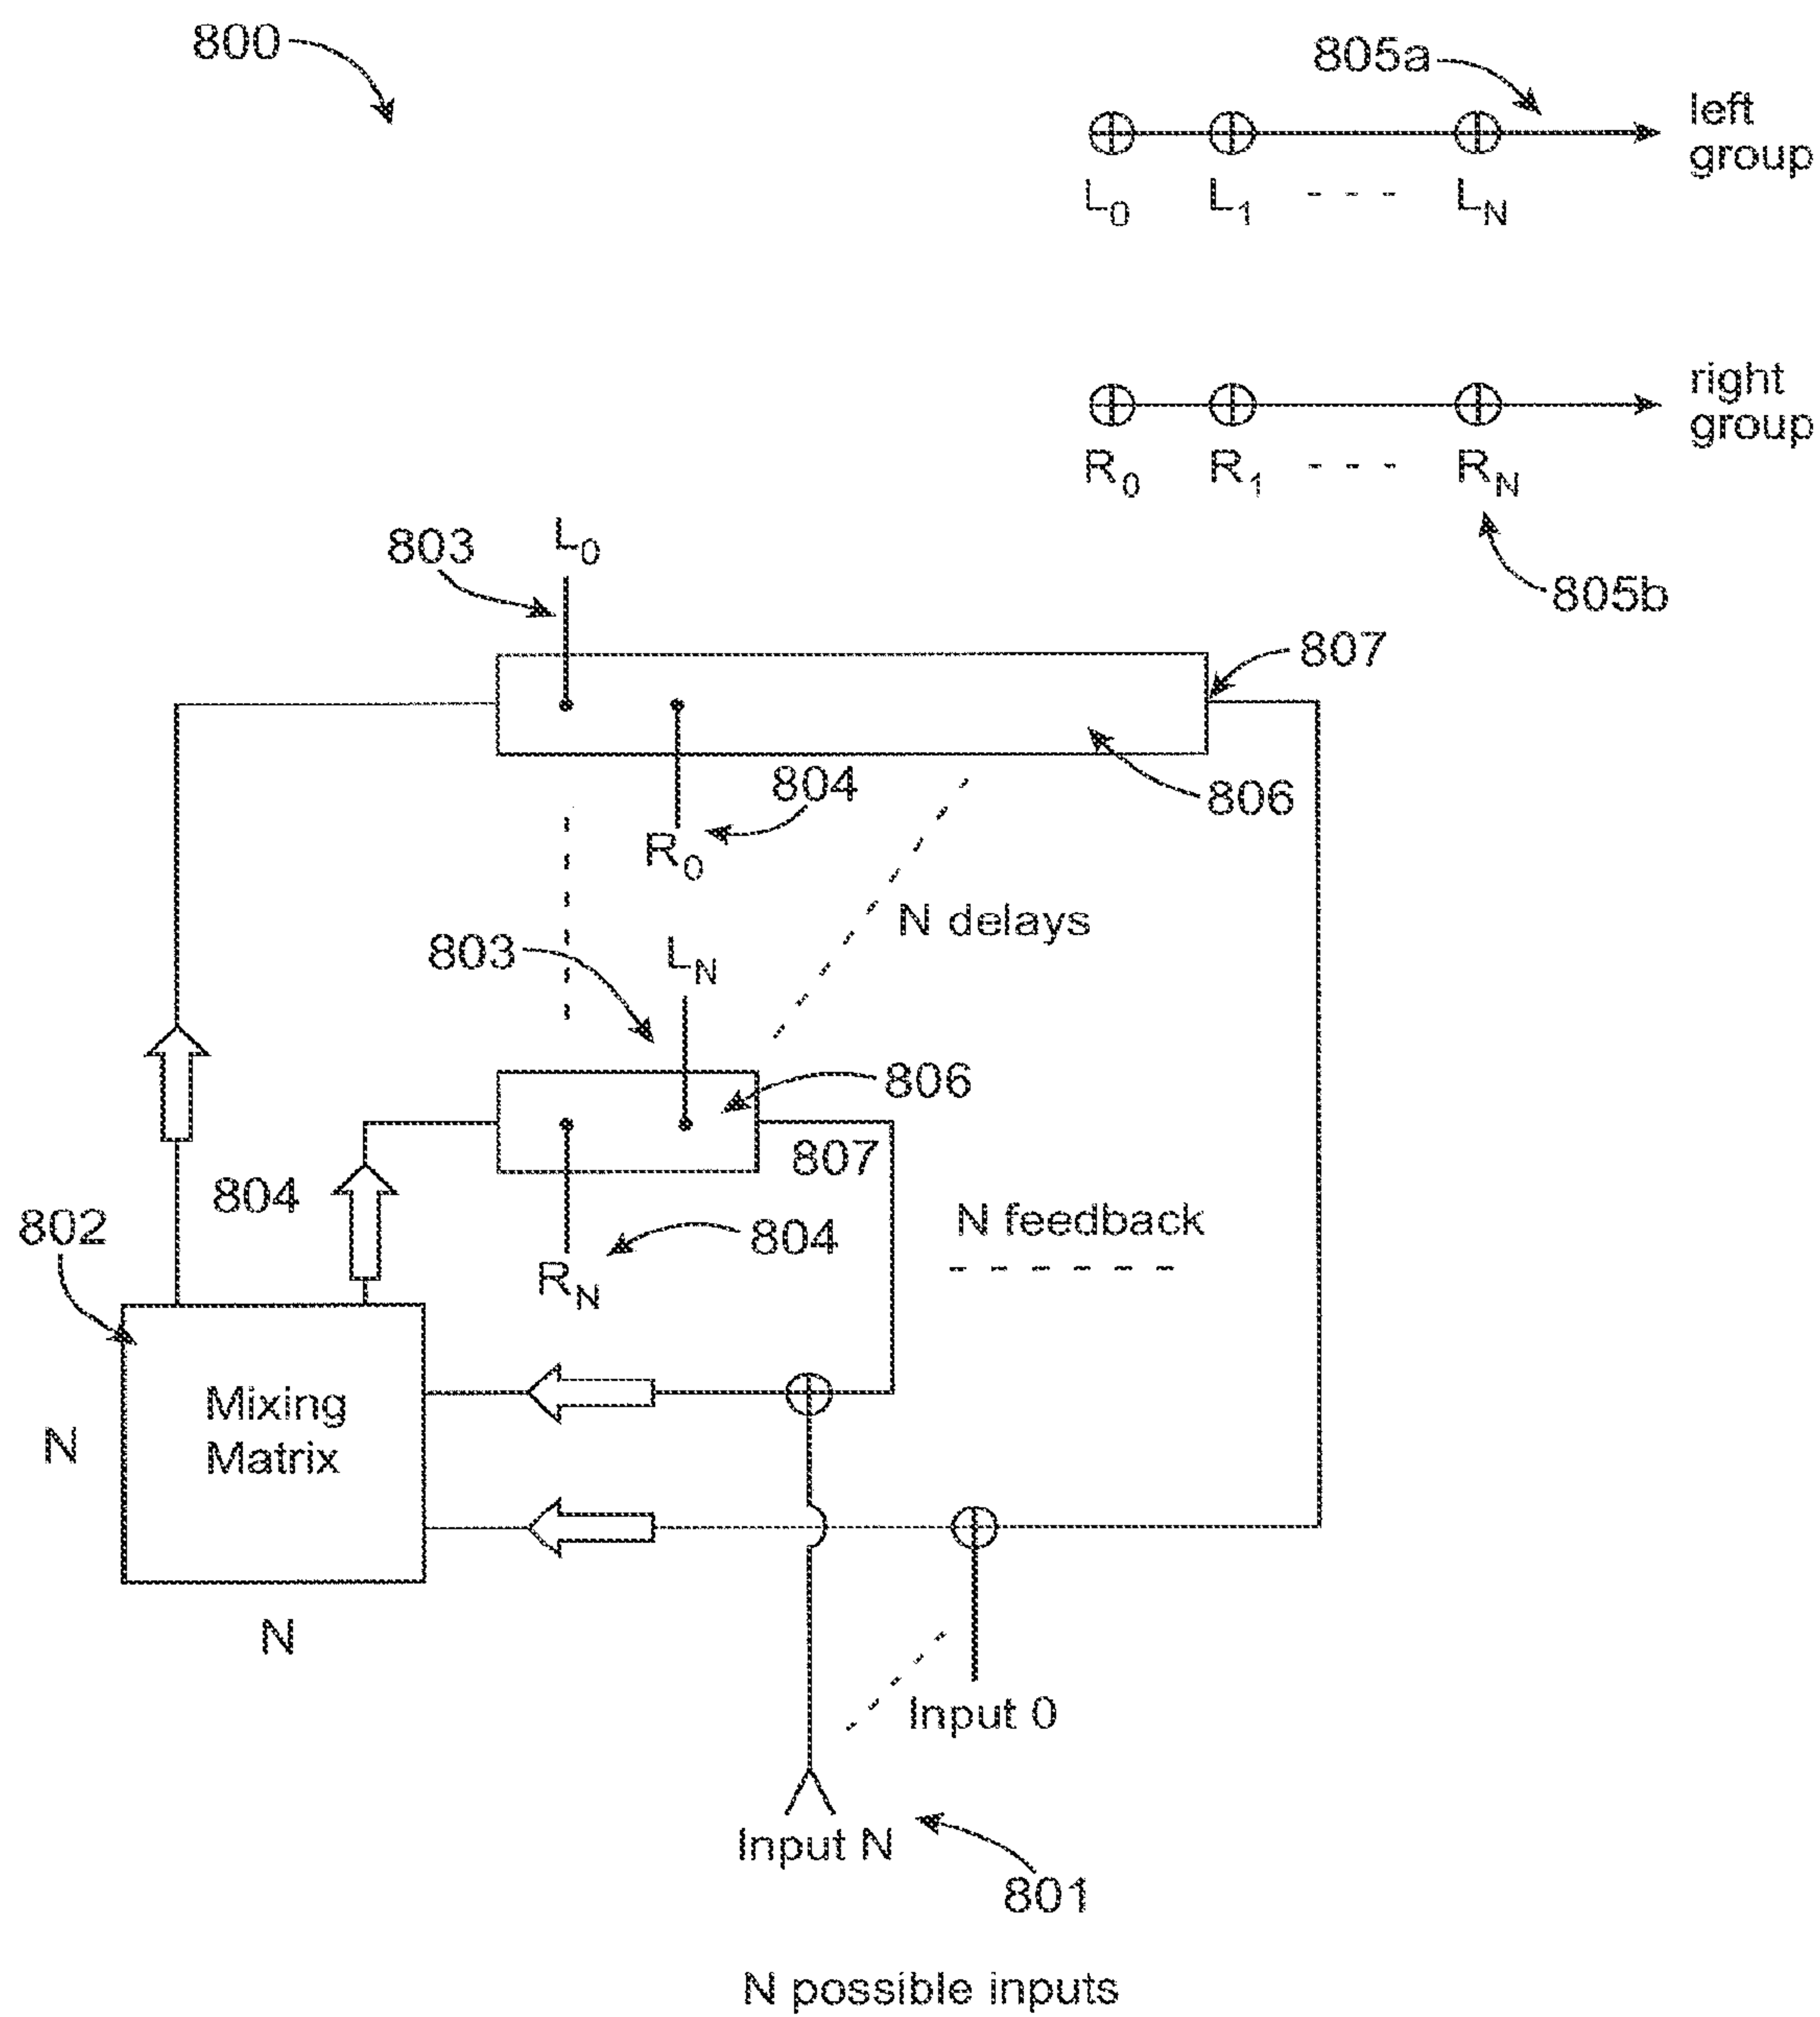 800
805a
left
group
L0 L1 - - - LN
right
group
R0 R1 - - - RN
803
L0
805b
807
804
806
R0
N delays
803
LN
806
807
804
802
804
N feedback
RN
Mixing
Matrix
N
N
Input 0
Input N
801
N possible inputs